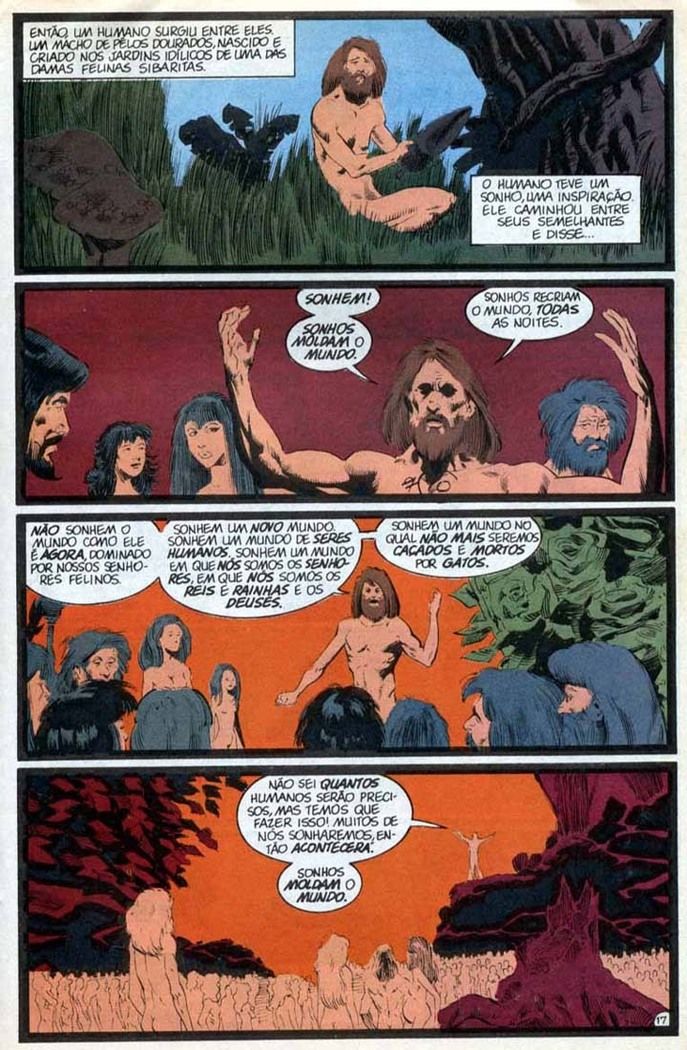 ENTÃO, UM HUMANO SURGIU ENTRE ELES.
UM MACHO DE PÊLOS DOURADOS, NASCIDO E
CRIADO NOS JARDINS IDÍLICOS DE UMA DAS
DAMAS FELINAS SIBARITAS.
O HUMANO TEVE UM
SONHO, UMA INSPIRAÇÃO.
ELE CAMINHOU ENTRE
SEUS SEMELHANTES
E DISSE...
SONHEM!
SONHOS
MOLDAM O
MUNDO.
SONHOS RECRIAM
O MUNDO, TODAS
AS NOITES.
NÃO SONHEM O
MUNDO COMO ELE
É AGORA, DOMINADO
POR NOSSOS SENHO-
RES FELINOS.
SONHEM UM NOVO MUNDO.
SONHEM UM MUNDO DE SERES
HUMANOS. SONHEM UM MUNDO
EM QUE NÓS SOMOS OS SENHO-
RES, EM QUE NÓS SOMOS OS
REIS E RAINHAS E OS
DEUSES.
SONHEM UM MUNDO NO
QUAL NÃO MAIS SEREMOS
CAÇADOS E MORTOS
POR GATOS.
NÃO SEI QUANTOS
HUMANOS SERÃO PRECI-
SOS, MAS TEMOS QUE
FAZER ISSO! MUITOS DE
NÓS SONHAREMOS, EN-
TÃO ACONTECERÁ.
SONHOS
MOLDAM O
MUNDO.
17